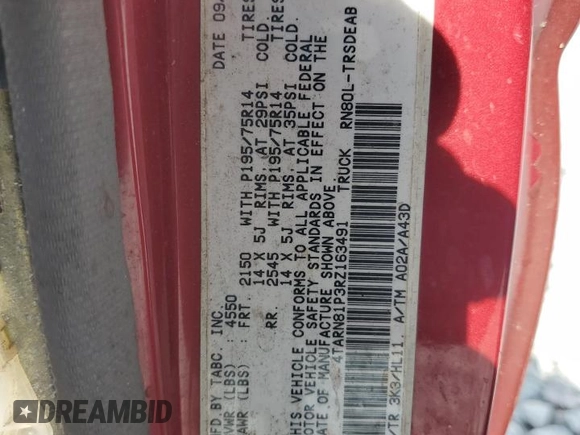 MFD BY TABC, INC. DATE 09
GVWR (LBS) : 4550
GAWR (LBS) : FRT. 2150 WITH P195/75R14 TIRES
14 X 5J RIMS. AT 29PSI COLD.
RR. 2545 WITH P195/75R14 TIRES
14 X 5J RIMS. AT 35PSI COLD.
THIS VEHICLE CONFORMS TO ALL APPLICABLE FEDERAL
MOTOR VEHICLE SAFETY STANDARDS IN EFFECT ON THE
DATE OF MANUFACTURE SHOWN ABOVE.
4TARN81P3RZ163491 TRUCK RN80L-TRSDEAB
C/TR 3K3/HL11 A/TM A02A/A43D
DREAMBID